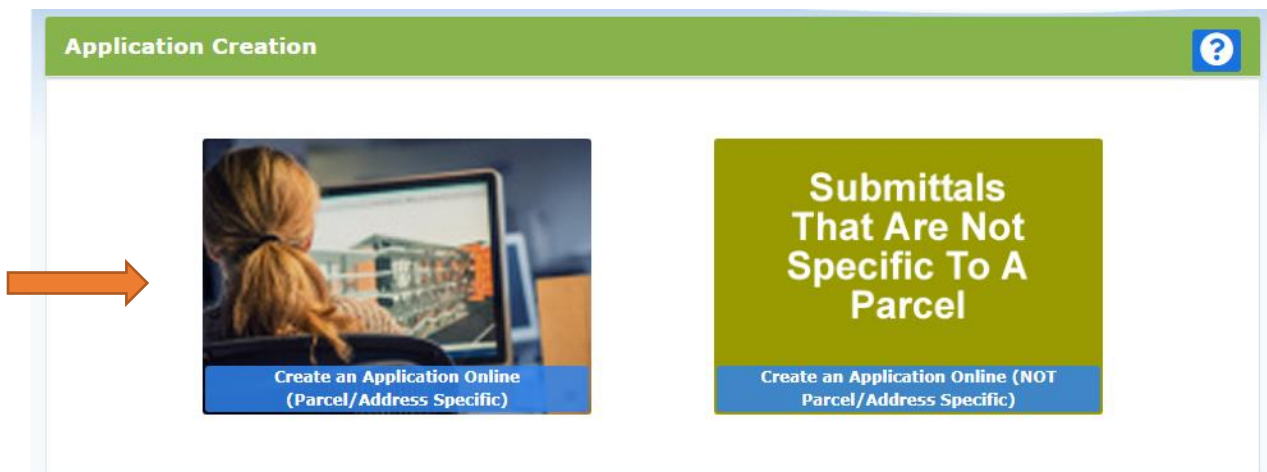 Application Creation
?
Create an Application Online
(Parcel/Address Specific)
Submittals
That Are Not
Specific To A
Parcel
Create an Application Online (NOT
Parcel/Address Specific)